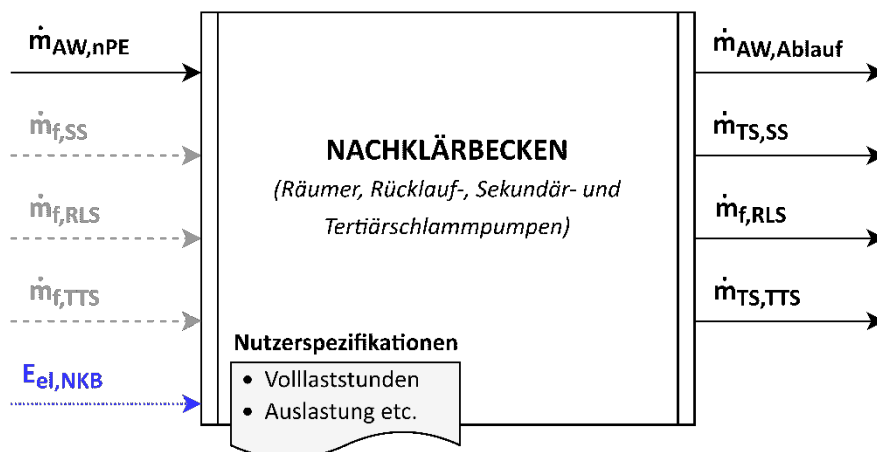 ṁAW,nPE
ṁf,SS
ṁf,RLS
ṁf,TTS
Eel,NKB
NACHKLÄRBECKEN
(Räumer, Rücklauf-, Sekundär- und
Tertiärschlammpumpen)
Nutzerspezifikationen
• Volllaststunden
• Auslastung etc.
ṁAW,Ablauf
ṁTS,SS
ṁf,RLS
ṁTS,TTS